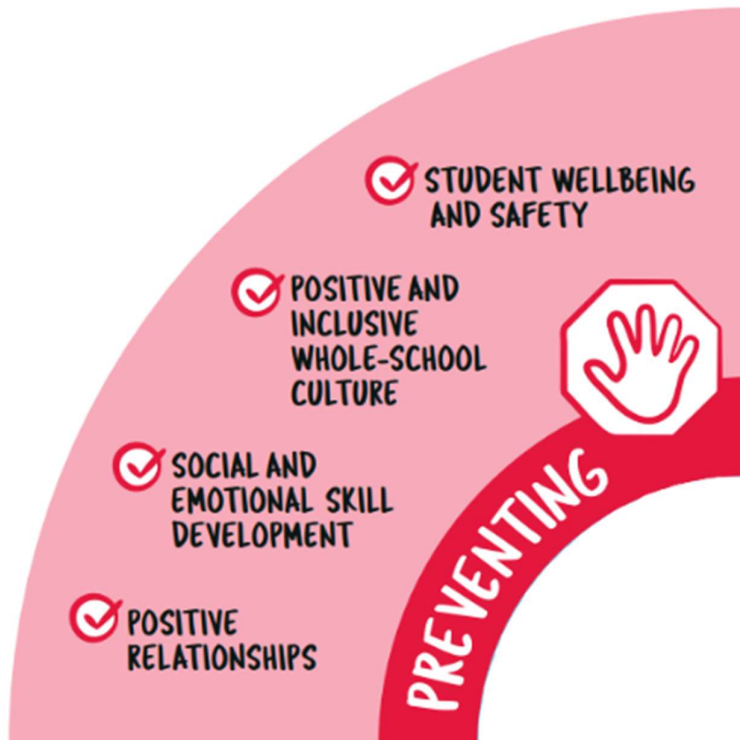 STUDENT WELLBEING
AND SAFETY
POSITIVE AND
INCLUSIVE
WHOLE-SCHOOL
CULTURE
SOCIAL AND
EMOTIONAL SKILL
DEVELOPMENT
POSITIVE
RELATIONSHIPS
PREVENTING